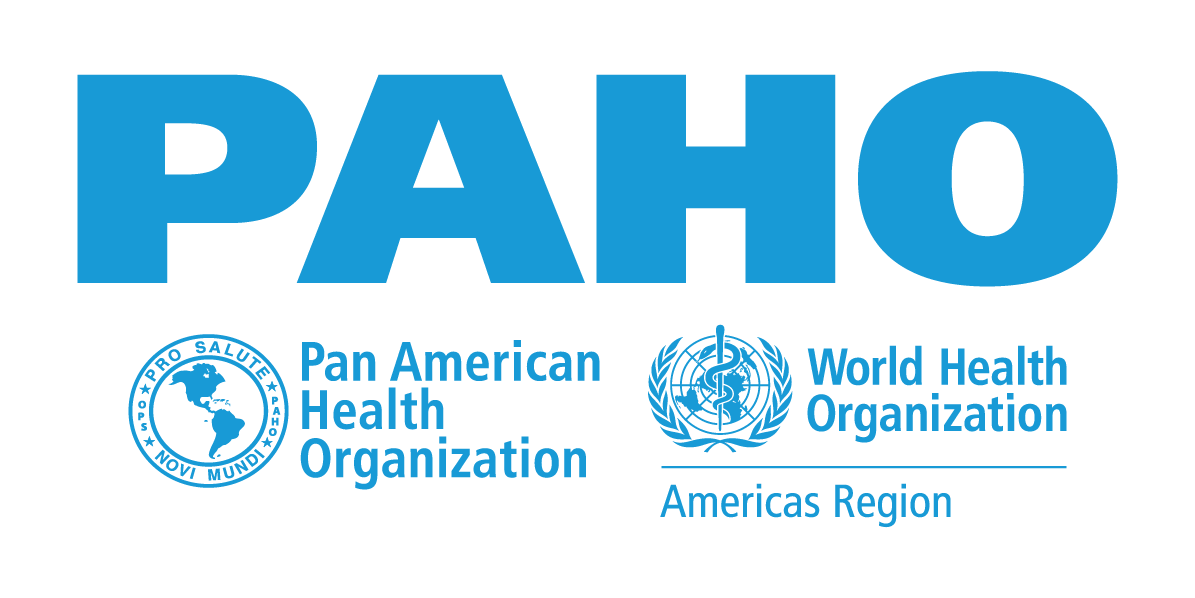 PAHO
PRO SALUTE
OPS
PAHO
NOVI MUNDI
Pan American
Health
Organization
World Health
Organization
Americas Region